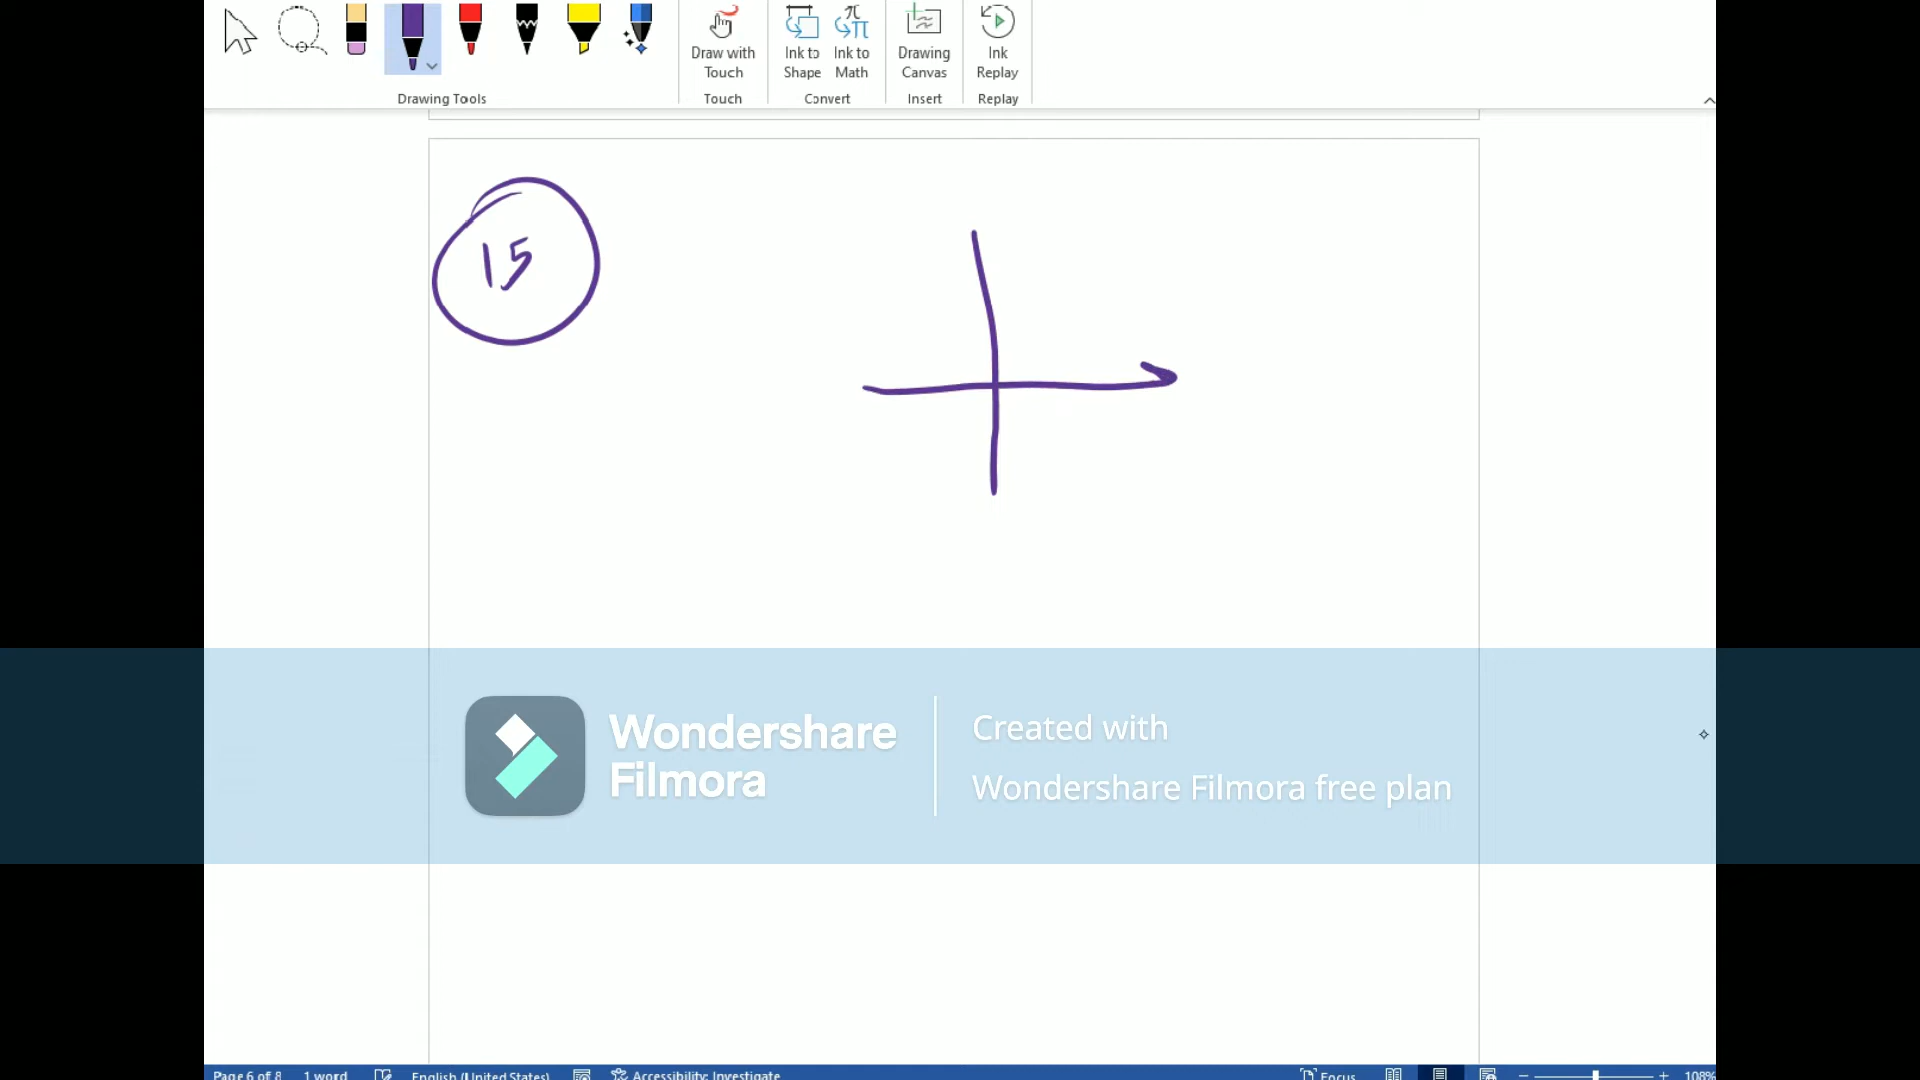 Draw with Touch
Ink to Shape
Ink to Math
Drawing Canvas
Ink Replay
Drawing Tools
Touch
Convert
Insert
Replay
15
Wondershare Filmora
Created with
Wondershare Filmora free plan
Page 6 of 8
1 word
English (United States)
Accessibility: Investigate
Focus
108%